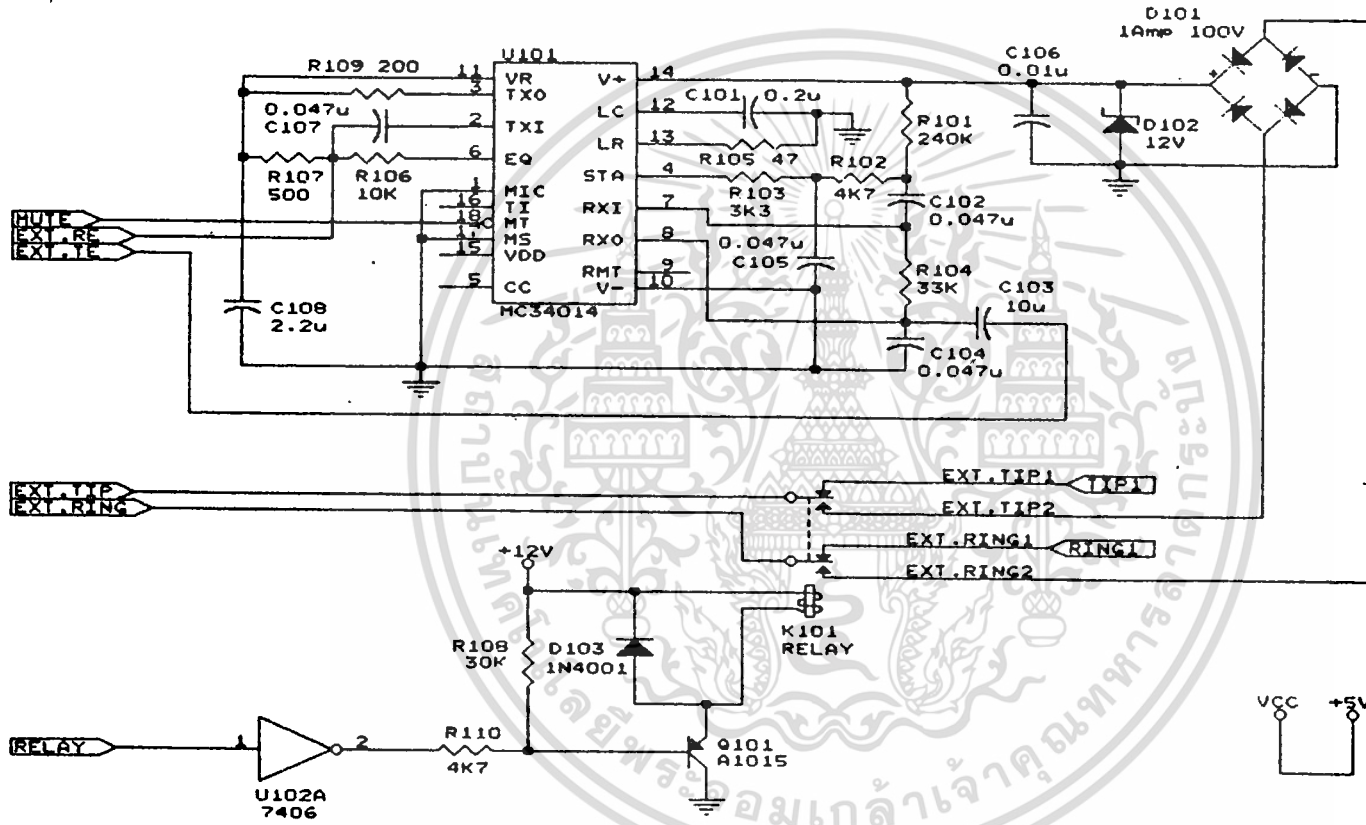 D101
1Amp 100V
C106
0.01u
U101
R109 200
11 VR V+ 14
3 TXO
0.047u
C107
2 TXI
LC 12
C101 0.2u
LR 13
R105 47
6 EQ
R107
500
R106
10K
STA 4
R103
3K3
R102
4K7
R101
240K
D102
12V
+
-
1 MIC
16 TI
18 MT
MS
15 VDD
5 CC
RXI 7
RXO 8
RMT 9
V- 10
MC34014
C102
0.047u
0.047u
C105
R104
33K
C103
10u
C104
0.047u
MUTE
EXT.RE
EXT.TE
C108
2.2u
EXT.TIP
EXT.RING
EXT.TIP1
TIP1
EXT.TIP2
EXT.RING1
RING1
EXT.RING2
+12V
R108
30K
D103
1N4001
K101
RELAY
VCC
+5V
RELAY
1
2
R110
4K7
Q101
A1015
U102A
7406